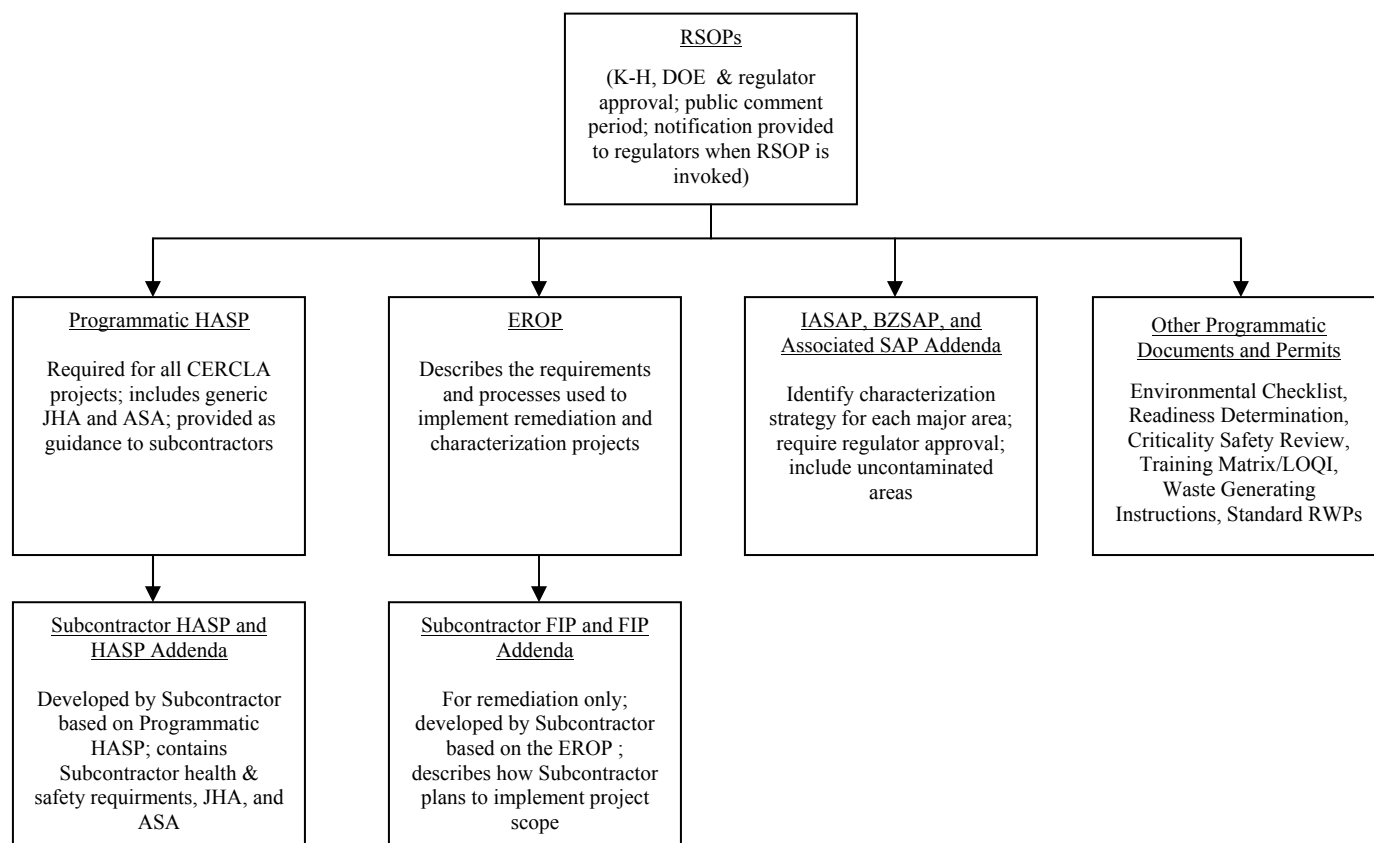 RSOPs
(K-H, DOE & regulator
approval; public comment
period; notification provided
to regulators when RSOP is
invoked)
Programmatic HASP
Required for all CERCLA
projects; includes generic
JHA and ASA; provided as
guidance to subcontractors
EROP
Describes the requirements
and processes used to
implement remediation and
characterization projects
IASAP, BZSAP, and
Associated SAP Addenda
Identify characterization
strategy for each major area;
require regulator approval;
include uncontaminated
areas
Other Programmatic
Documents and Permits
Environmental Checklist,
Readiness Determination,
Criticality Safety Review,
Training Matrix/LOQI,
Waste Generating
Instructions, Standard RWPs
Subcontractor HASP and
HASP Addenda
Developed by Subcontractor
based on Programmatic
HASP; contains
Subcontractor health &
safety requirments, JHA, and
ASA
Subcontractor FIP and FIP
Addenda
For remediation only;
developed by Subcontractor
based on the EROP ;
describes how Subcontractor
plans to implement project
scope